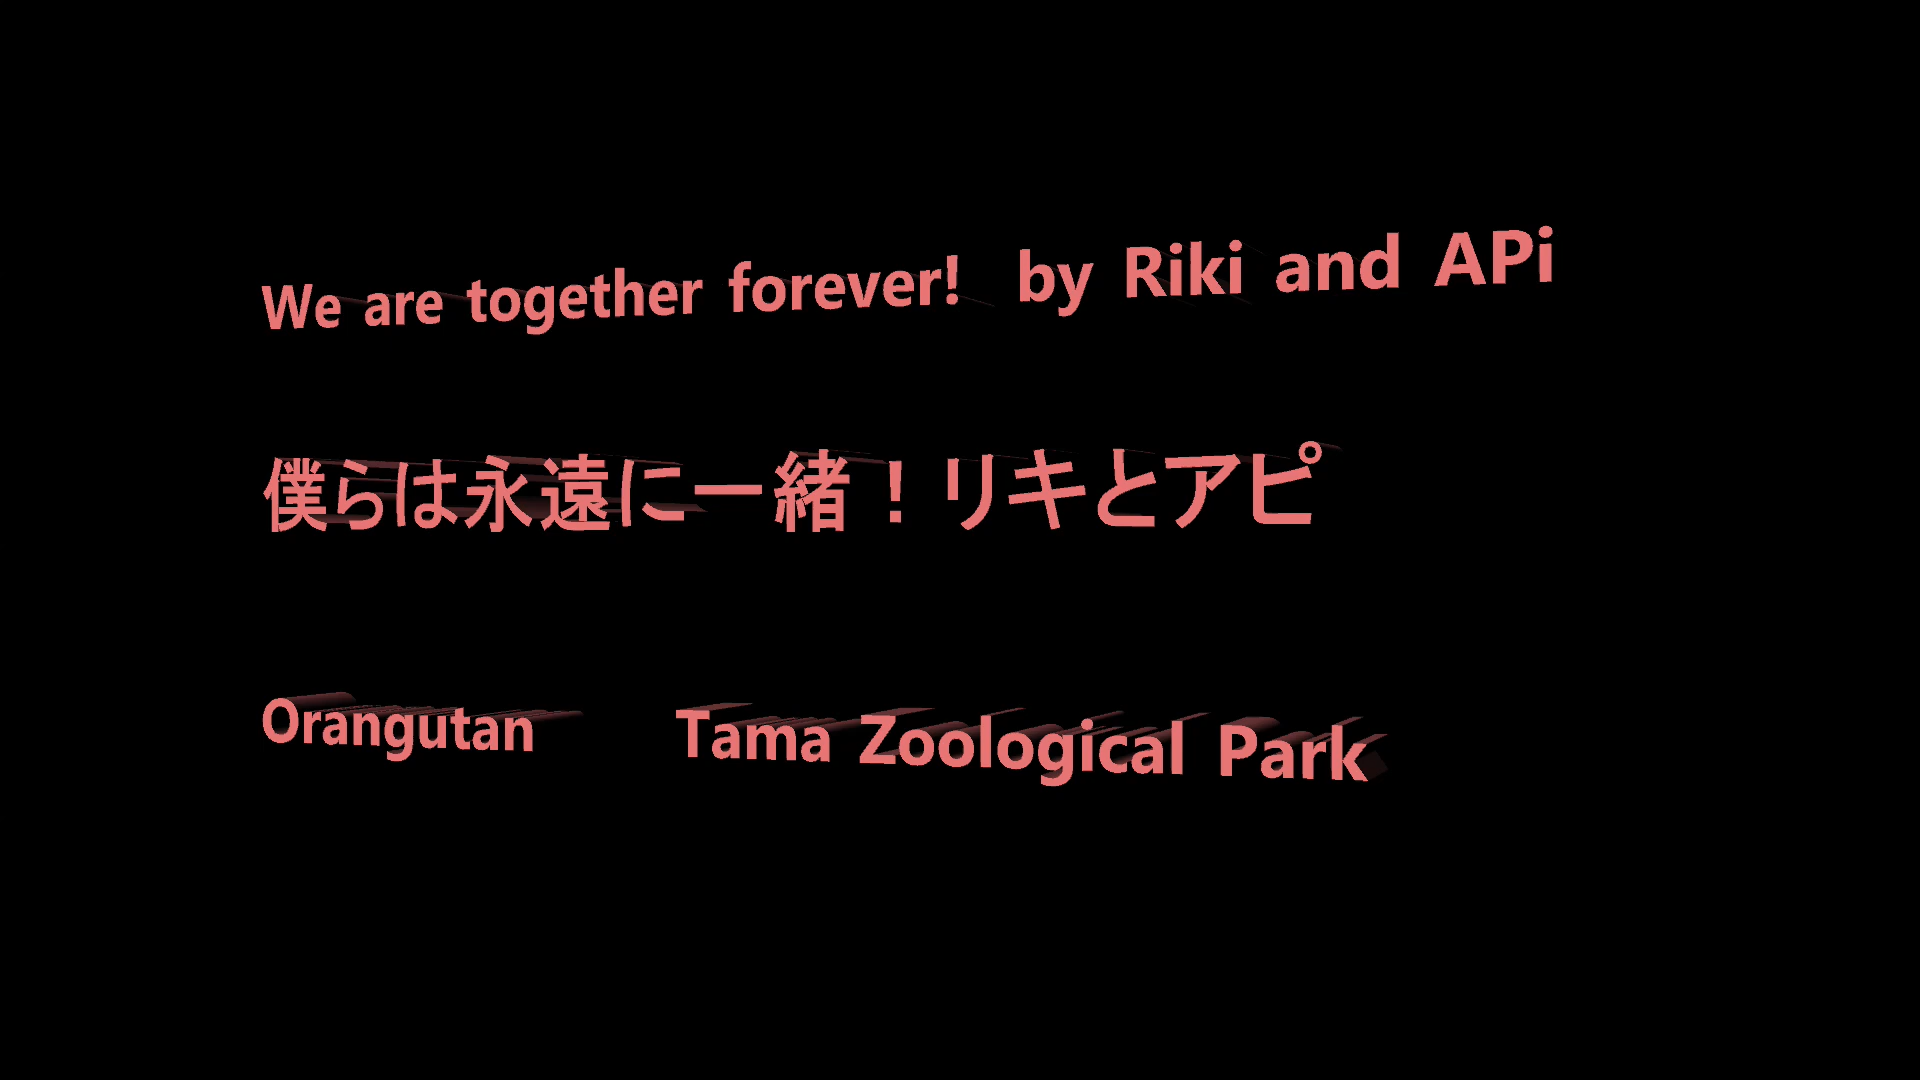 We are together forever!  by Riki and APi
僕らは永遠に一緒！リキとアピ
Orangutan    Tama Zoological Park